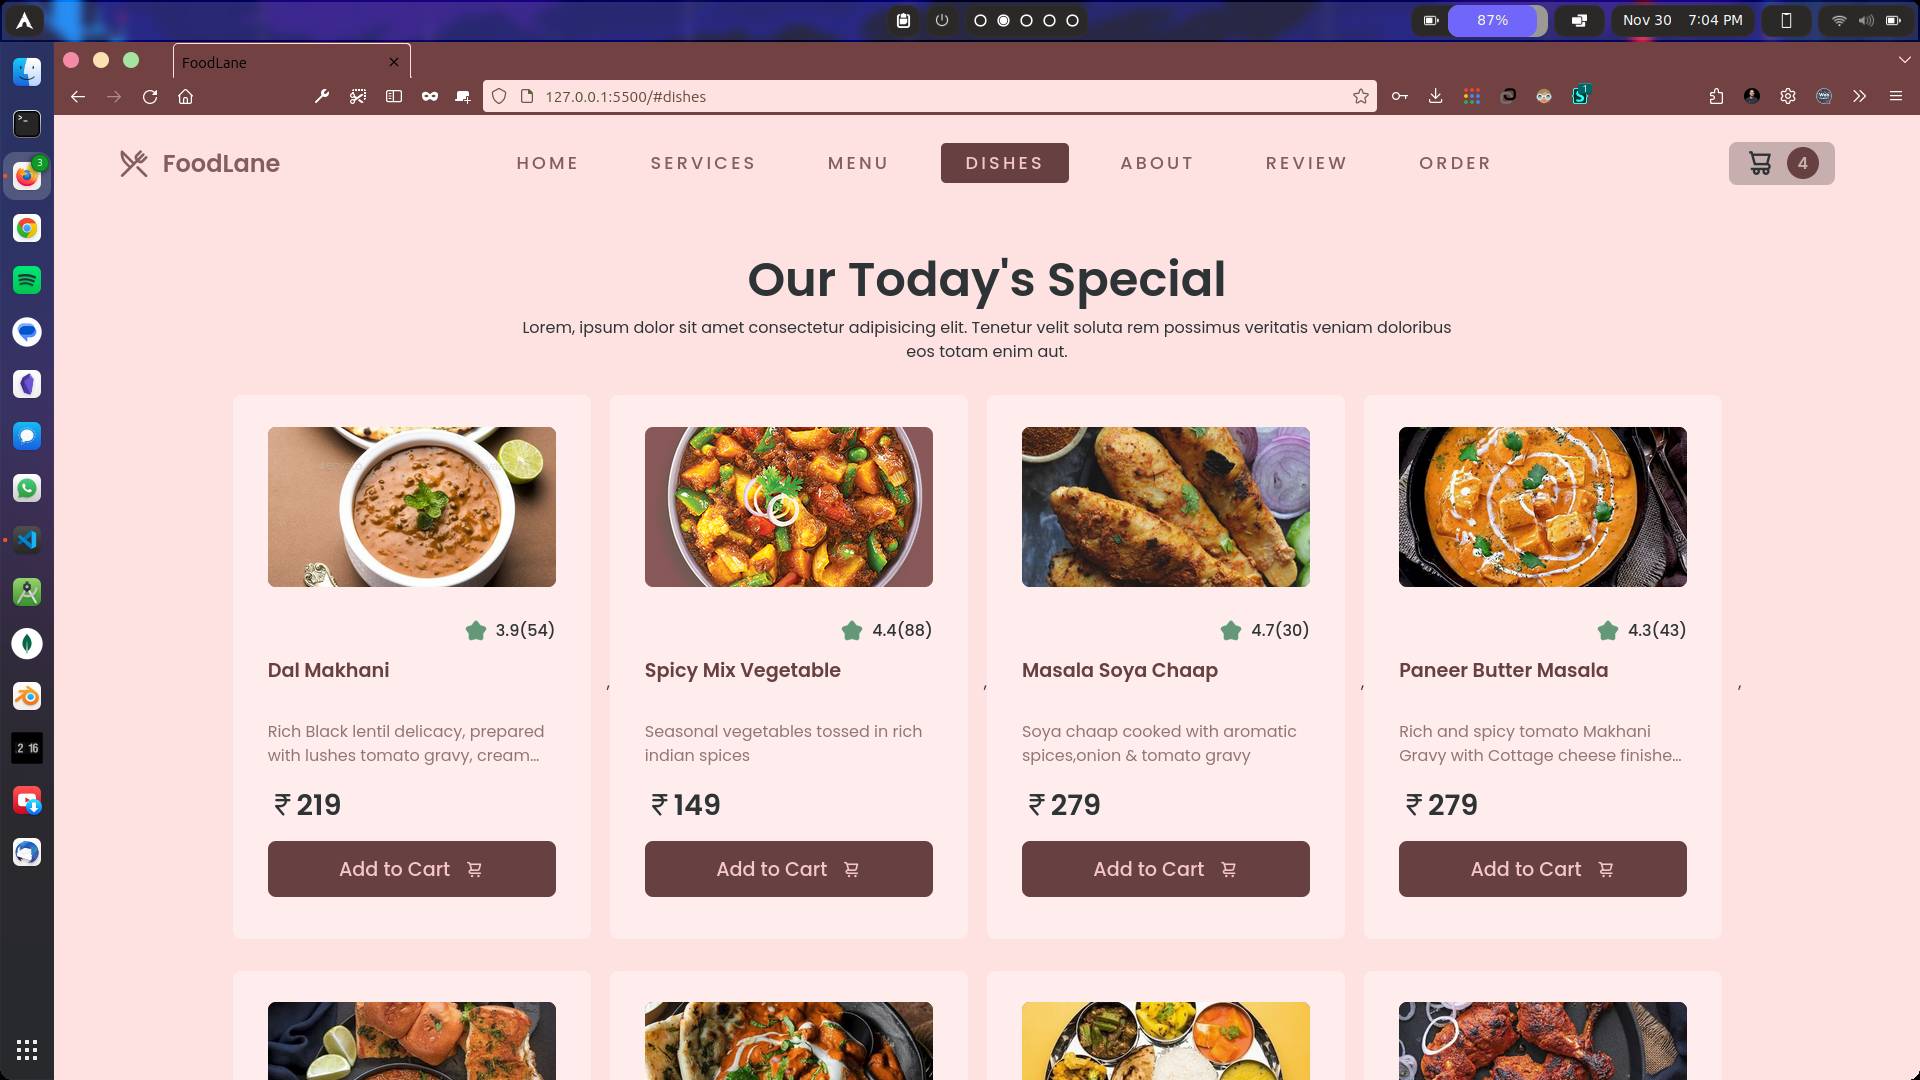 87%
Nov 30 7:04 PM
3
FoodLane
127.0.0.1:5500/#dishes
1
FoodLane
HOME
SERVICES
MENU
DISHES
ABOUT
REVIEW
ORDER
4
Our Today's Special
Lorem, ipsum dolor sit amet consectetur adipisicing elit. Tenetur velit soluta rem possimus veritatis veniam doloribus
eos totam enim aut.
3.9(54)
Dal Makhani
Rich Black lentil delicacy, prepared
with lushes tomato gravy, cream...
₹ 219
Add to Cart
,
4.4(88)
Spicy Mix Vegetable
Seasonal vegetables tossed in rich
indian spices
₹ 149
Add to Cart
,
4.7(30)
Masala Soya Chaap
Soya chaap cooked with aromatic
spices,onion & tomato gravy
₹ 279
Add to Cart
,
4.3(43)
Paneer Butter Masala
Rich and spicy tomato Makhani
Gravy with Cottage cheese finishe...
₹ 279
Add to Cart
,
2 16